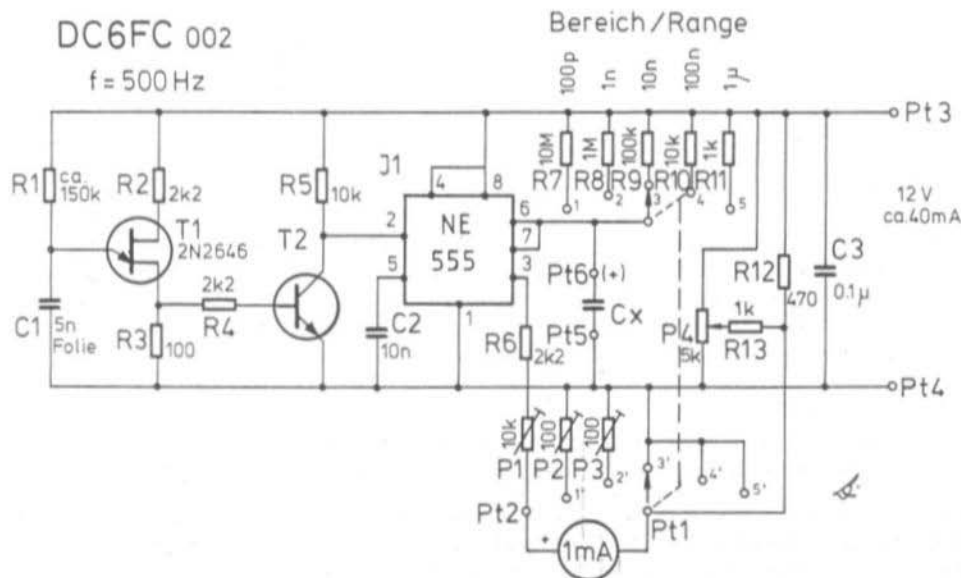 DC6FC 002
f = 500 Hz
Bereich/Range
100p
1n
10n
100n
1µ
Pt3
R1
ca.
150k
R2
2k2
R5
10k
J1
4
8
10M
R7
1
1M
R8
2
100k
R9
3
10k
R10
4
1k
R11
5
12 V
ca.40mA
T1
2N2646
T2
2
5
NE
555
6
7
3
1
Pt6 (+)
Cx
Pt5
C1
5n
Folie
2k2
R4
R3
100
C2
10n
R6
2k2
P4
5k
1k
R13
R12
470
C3
0.1µ
Pt4
10k
P1
100
P2
1'
100
P3
2'
3'
4'
5'
Pt2
Pt1
+
1mA